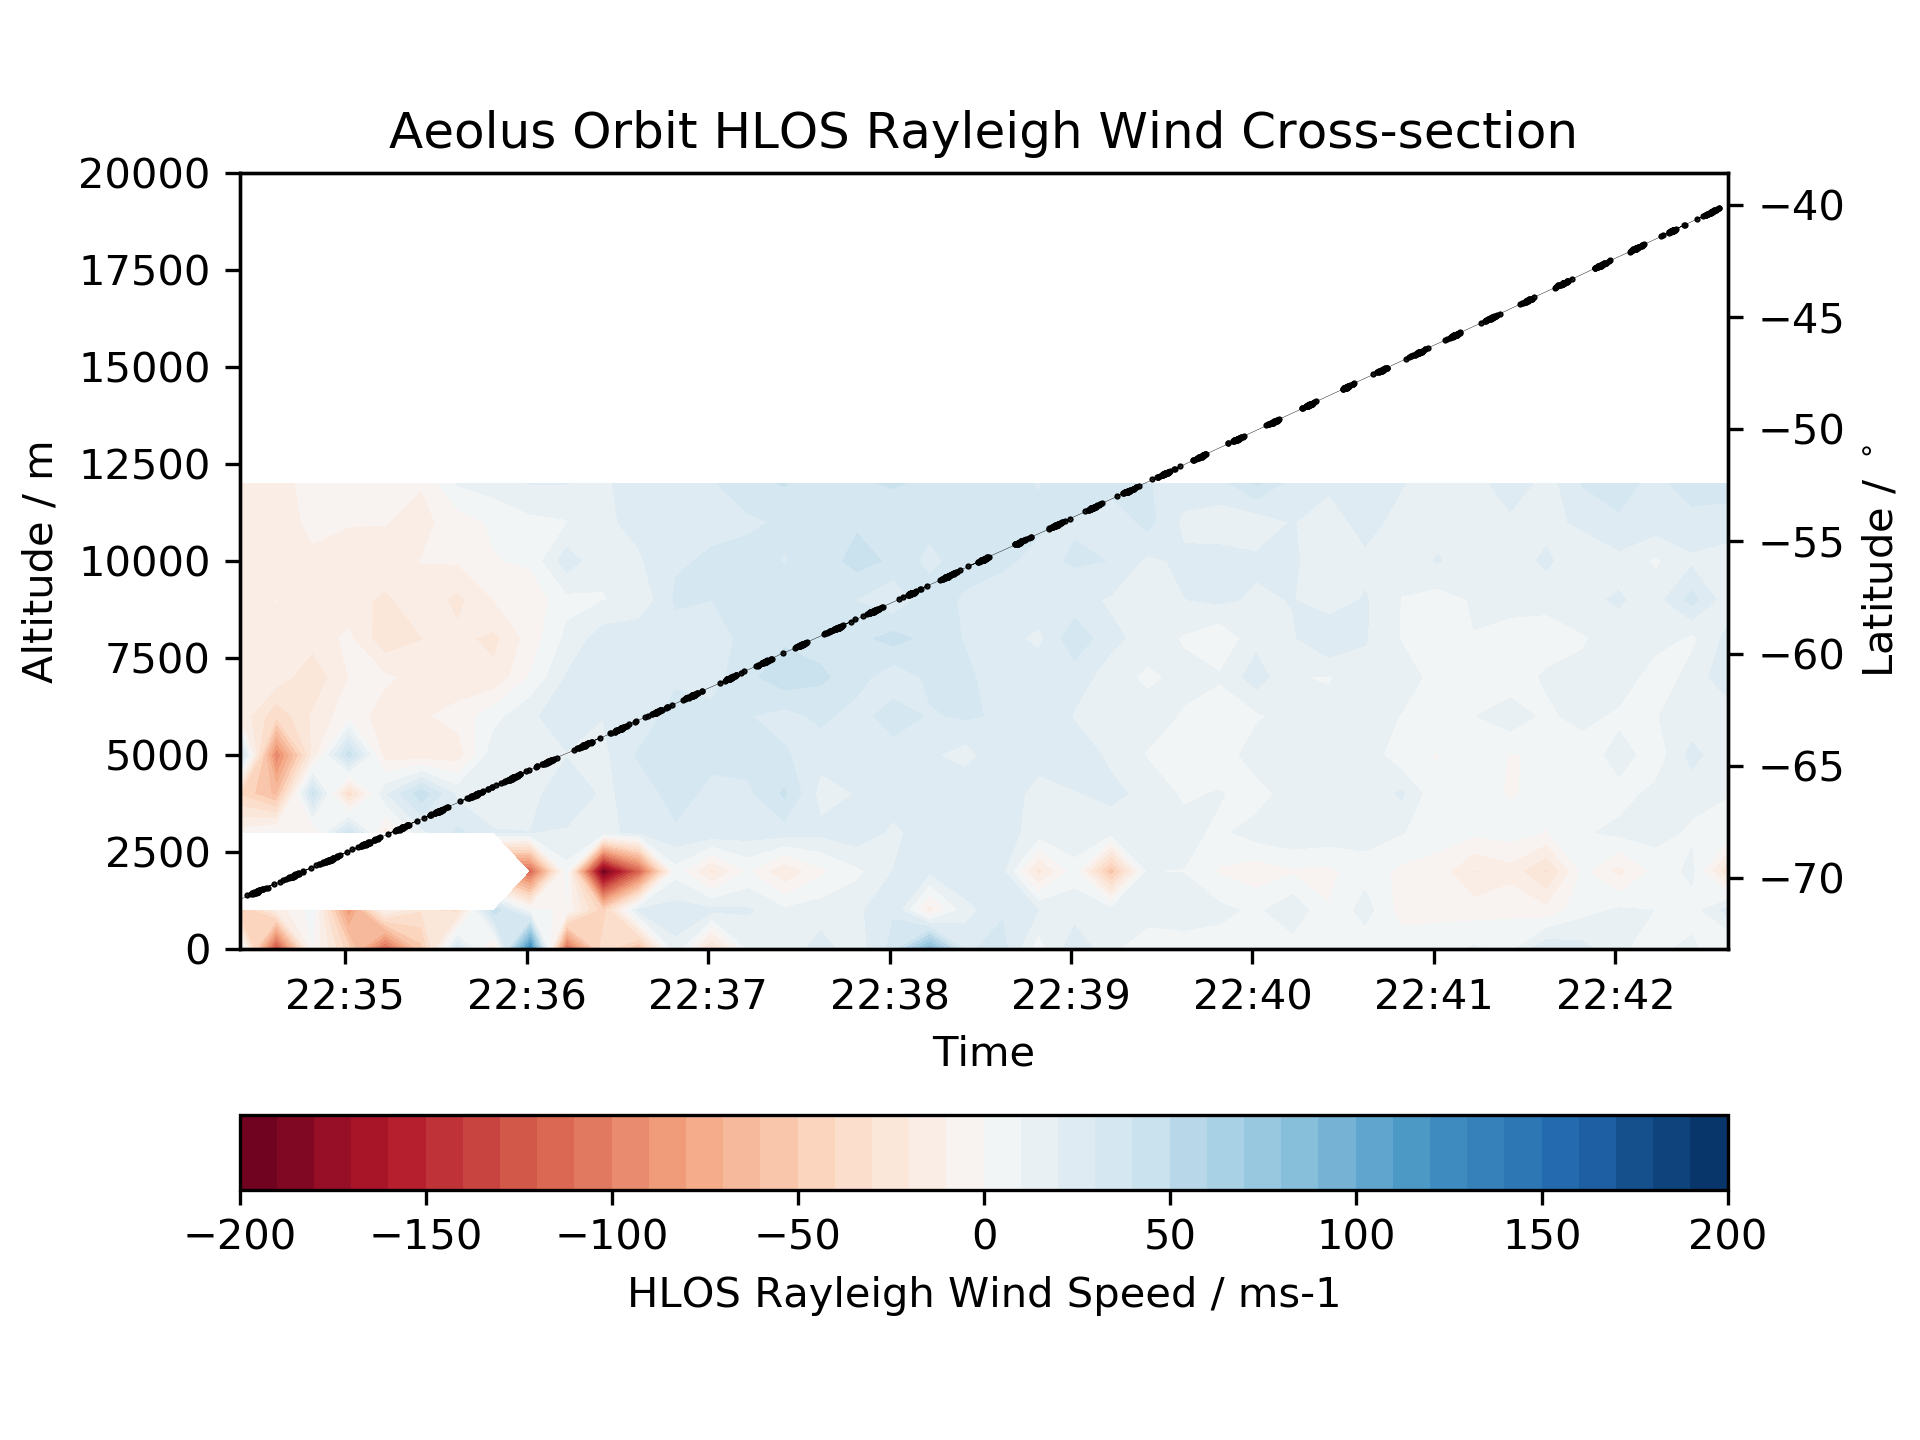 Aeolus Orbit HLOS Rayleigh Wind Cross-section
20000
17500
15000
12500
10000
7500
5000
2500
0
Altitude / m
−40
−45
−50
−55
−60
−65
−70
Latitude / °
22:35 22:36 22:37 22:38 22:39 22:40 22:41 22:42
Time
−200 −150 −100 −50 0 50 100 150 200
HLOS Rayleigh Wind Speed / ms-1